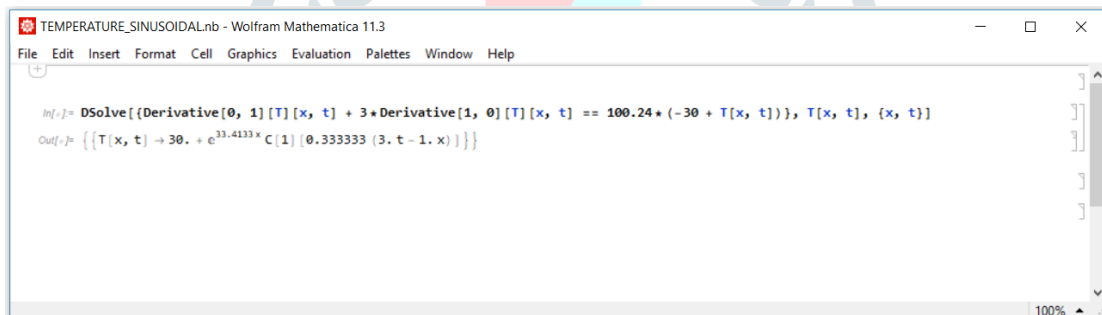 TEMPERATURE_SINUSOIDAL.nb - Wolfram Mathematica 11.3
File Edit Insert Format Cell Graphics Evaluation Palettes Window Help
In[ ]:= DSolve[{Derivative[0, 1][T][x, t] + 3*Derivative[1, 0][T][x, t] == 100.24*(-30 + T[x, t])}, T[x, t], {x, t}]
Out[ ]= {{T[x, t] → 30. + e^33.4133 x C[1][0.333333 (3. t - 1. x)]}}
100%